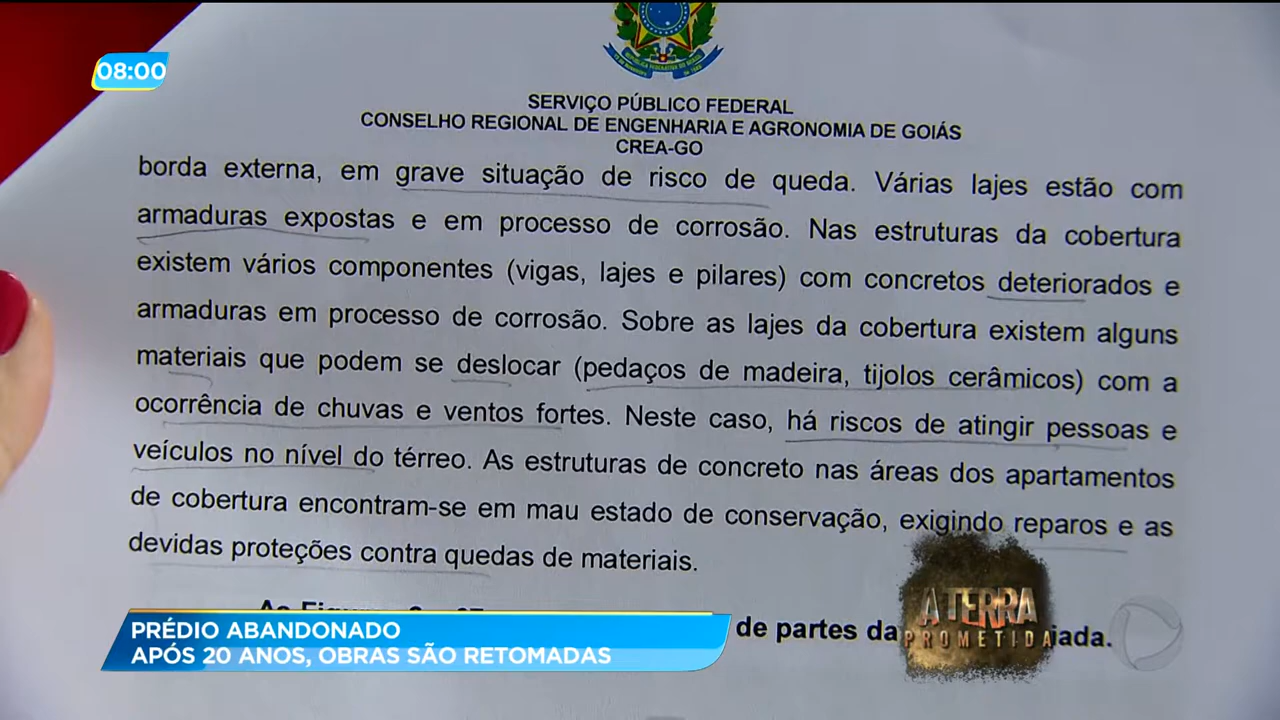 08:00
SERVIÇO PÚBLICO FEDERAL
CONSELHO REGIONAL DE ENGENHARIA E AGRONOMIA DE GOIÁS
CREA-GO
borda externa, em grave situação de risco de queda. Várias lajes estão com
armaduras expostas e em processo de corrosão. Nas estruturas da cobertura
existem vários componentes (vigas, lajes e pilares) com concretos deteriorados e
armaduras em processo de corrosão. Sobre as lajes da cobertura existem alguns
materiais que podem se deslocar (pedaços de madeira, tijolos cerâmicos) com a
ocorrência de chuvas e ventos fortes. Neste caso, há riscos de atingir pessoas e
veículos no nível do térreo. As estruturas de concreto nas áreas dos apartamentos
de cobertura encontram-se em mau estado de conservação, exigindo reparos e as
devidas proteções contra quedas de materiais.
de partes da
PRÉDIO ABANDONADO
APÓS 20 ANOS, OBRAS SÃO RETOMADAS
A TERRA
PROMETIDA